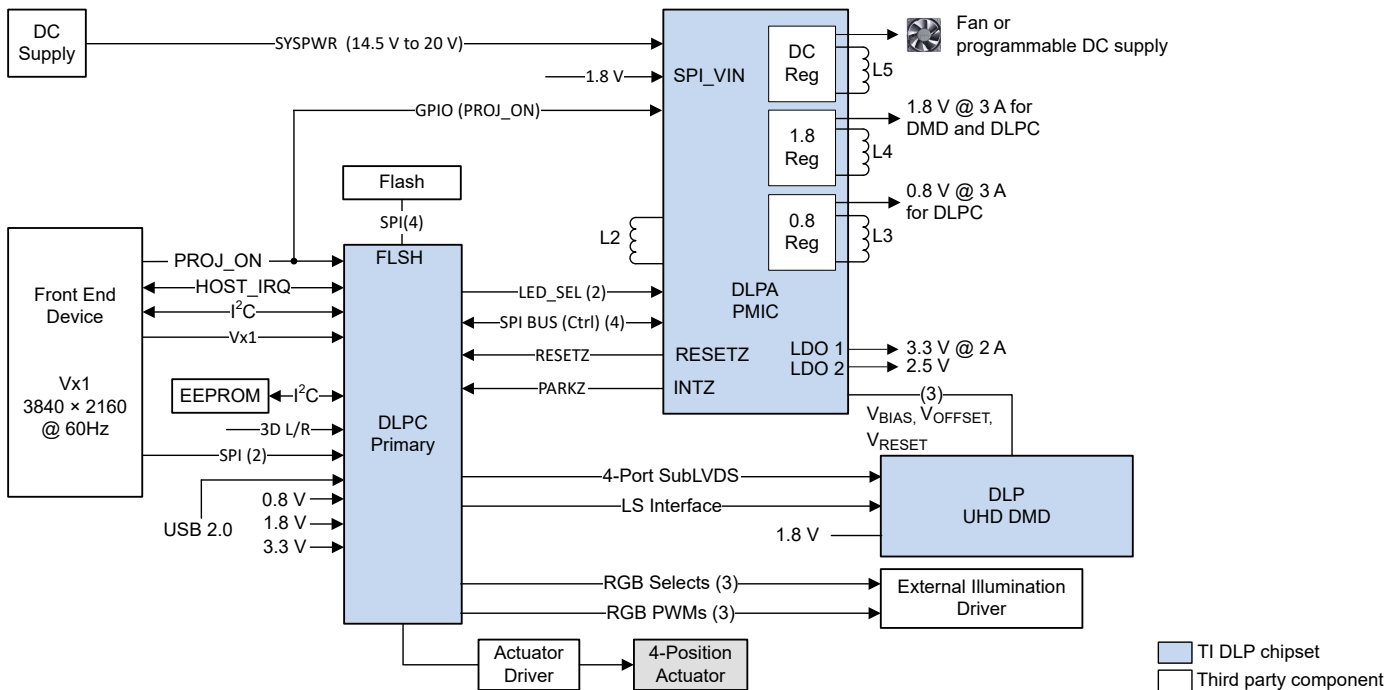 DC
Supply
SYSPWR (14.5 V to 20 V)
1.8 V
SPI_VIN
GPIO (PROJ_ON)
DC
Reg
L5
Fan or
programmable DC supply
1.8
Reg
L4
1.8 V @ 3 A for
DMD and DLPC
0.8
Reg
L3
0.8 V @ 3 A
for DLPC
L2
DLPA
PMIC
Flash
SPI(4)
FLSH
Front End
Device
Vx1
3840 × 2160
@ 60Hz
PROJ_ON
HOST_IRQ
I²C
Vx1
EEPROM
I²C
3D L/R
SPI (2)
USB 2.0
0.8 V
1.8 V
3.3 V
DLPC
Primary
LED_SEL (2)
SPI BUS (Ctrl) (4)
RESETZ
RESETZ
PARKZ
INTZ
LDO 1
3.3 V @ 2 A
LDO 2
2.5 V
(3)
VBIAS, VOFFSET,
VRESET
4-Port SubLVDS
LS Interface
1.8 V
DLP
UHD DMD
RGB Selects (3)
RGB PWMs (3)
External Illumination
Driver
Actuator
Driver
4-Position
Actuator
TI DLP chipset
Third party component